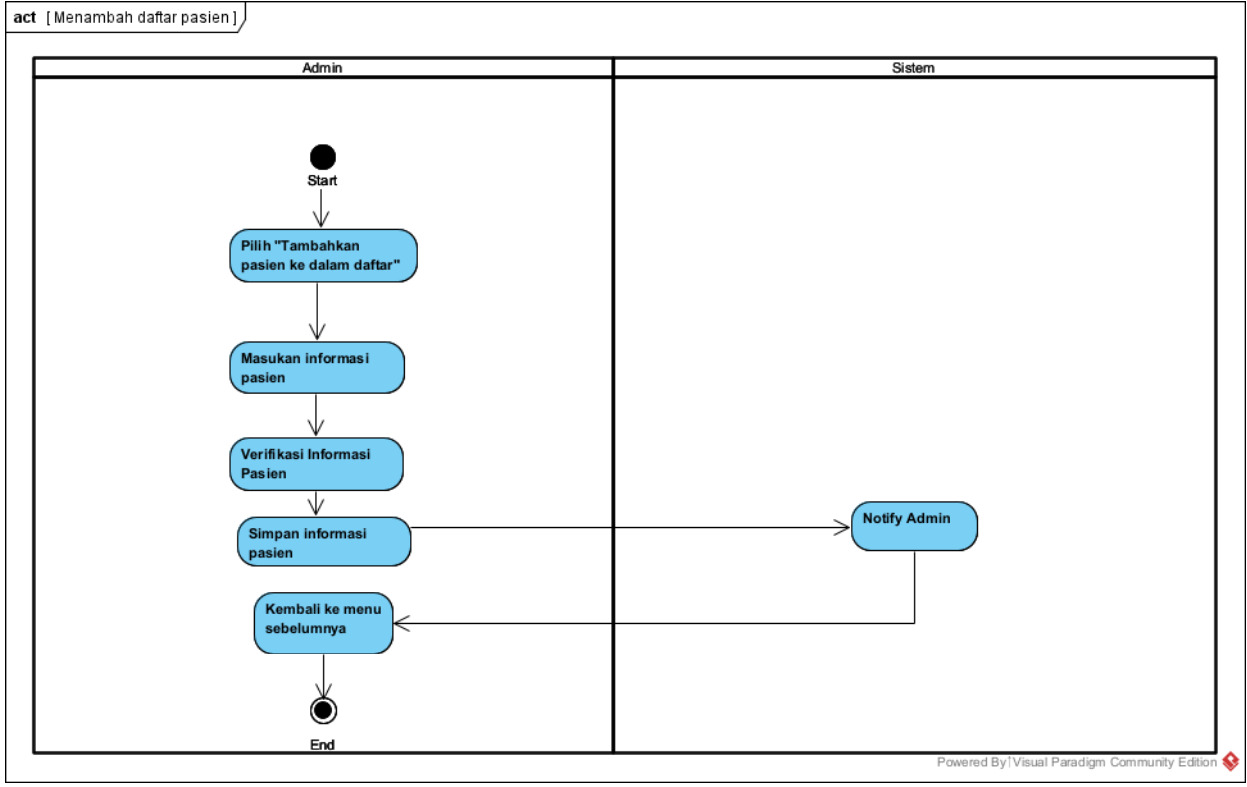 act [ Menambah daftar pasien ]
Admin
Sistem
Start
Pilih "Tambahkan
pasien ke dalam daftar"
Masukan informasi
pasien
Verifikasi Informasi
Pasien
Simpan informasi
pasien
Notify Admin
Kembali ke menu
sebelumnya
End
Powered By Visual Paradigm Community Edition